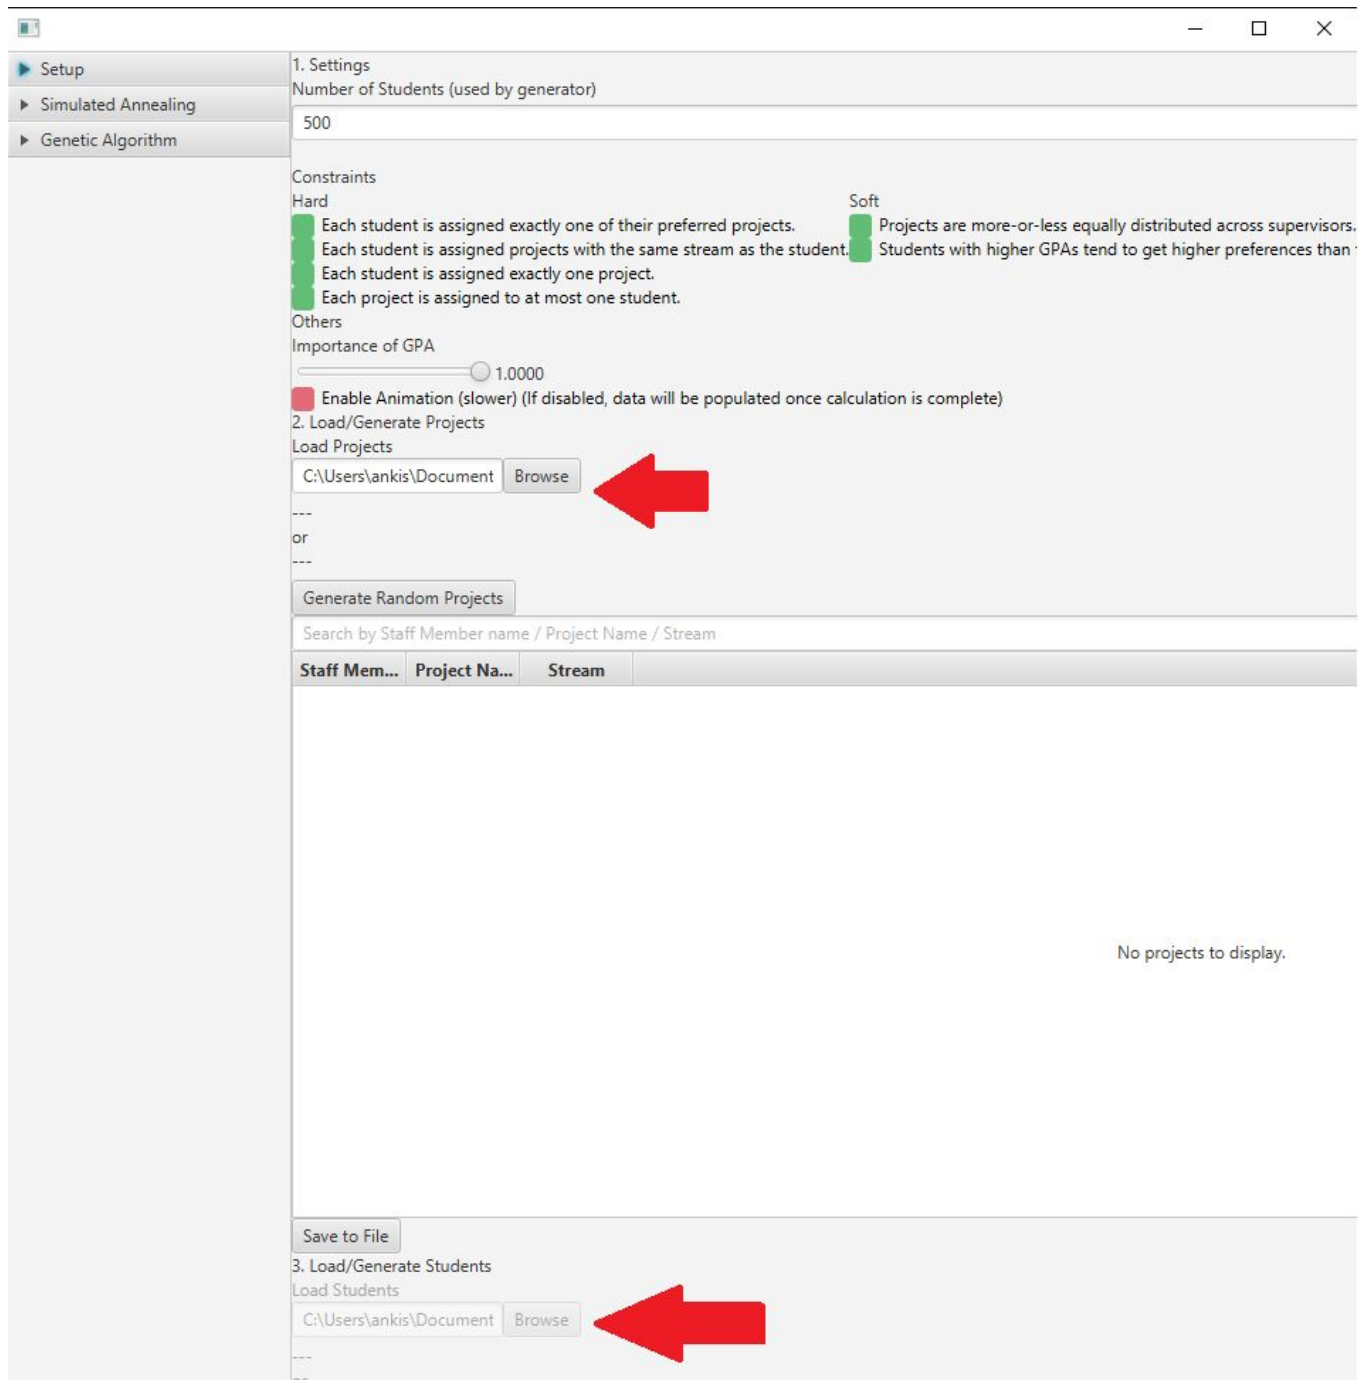 Setup
Simulated Annealing
Genetic Algorithm
1. Settings
Number of Students (used by generator)
500
Constraints
Hard
Each student is assigned exactly one of their preferred projects.
Each student is assigned projects with the same stream as the student.
Each student is assigned exactly one project.
Each project is assigned to at most one student.
Soft
Projects are more-or-less equally distributed across supervisors.
Students with higher GPAs tend to get higher preferences than
Others
Importance of GPA
1.0000
Enable Animation (slower) (If disabled, data will be populated once calculation is complete)
2. Load/Generate Projects
Load Projects
C:\Users\ankis\Document Browse
---
or
---
Generate Random Projects
Search by Staff Member name / Project Name / Stream
Staff Mem... Project Na... Stream
No projects to display.
Save to File
3. Load/Generate Students
Load Students
C:\Users\ankis\Document Browse
---